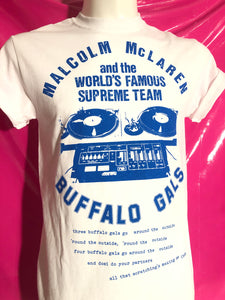 MALCOLM McLAREN
and the
WORLD'S FAMOUS
SUPREME TEAM
BUFFALO GALS
three buffalo gals go around the outside
'round the outside, 'round the outside
four buffalo gals go around the outside
and dosi do your partners
all that scratching's making